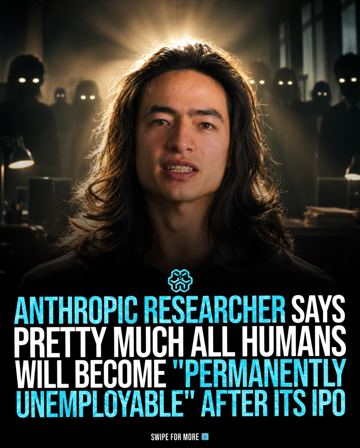 ANTHROPIC RESEARCHER SAYS
PRETTY MUCH ALL HUMANS
WILL BECOME "PERMANENTLY
UNEMPLOYABLE" AFTER ITS IPO
SWIPE FOR MORE